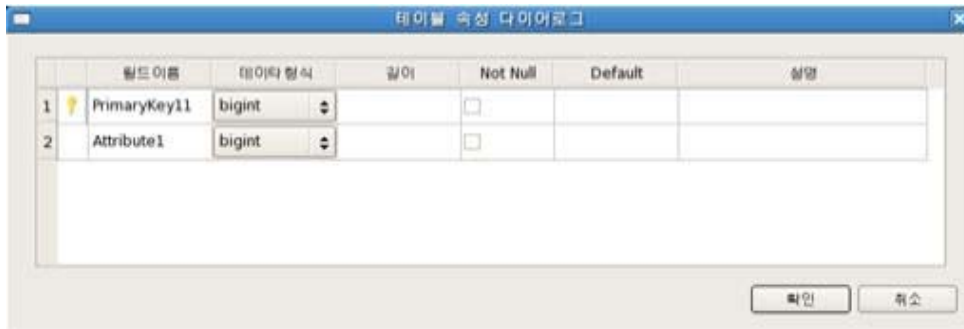 테이블 속성 다이어로그
필드이름 데이타 형식 길이 Not Null Default 설명
1 PrimaryKey11 bigint
2 Attribute1 bigint
확인 취소